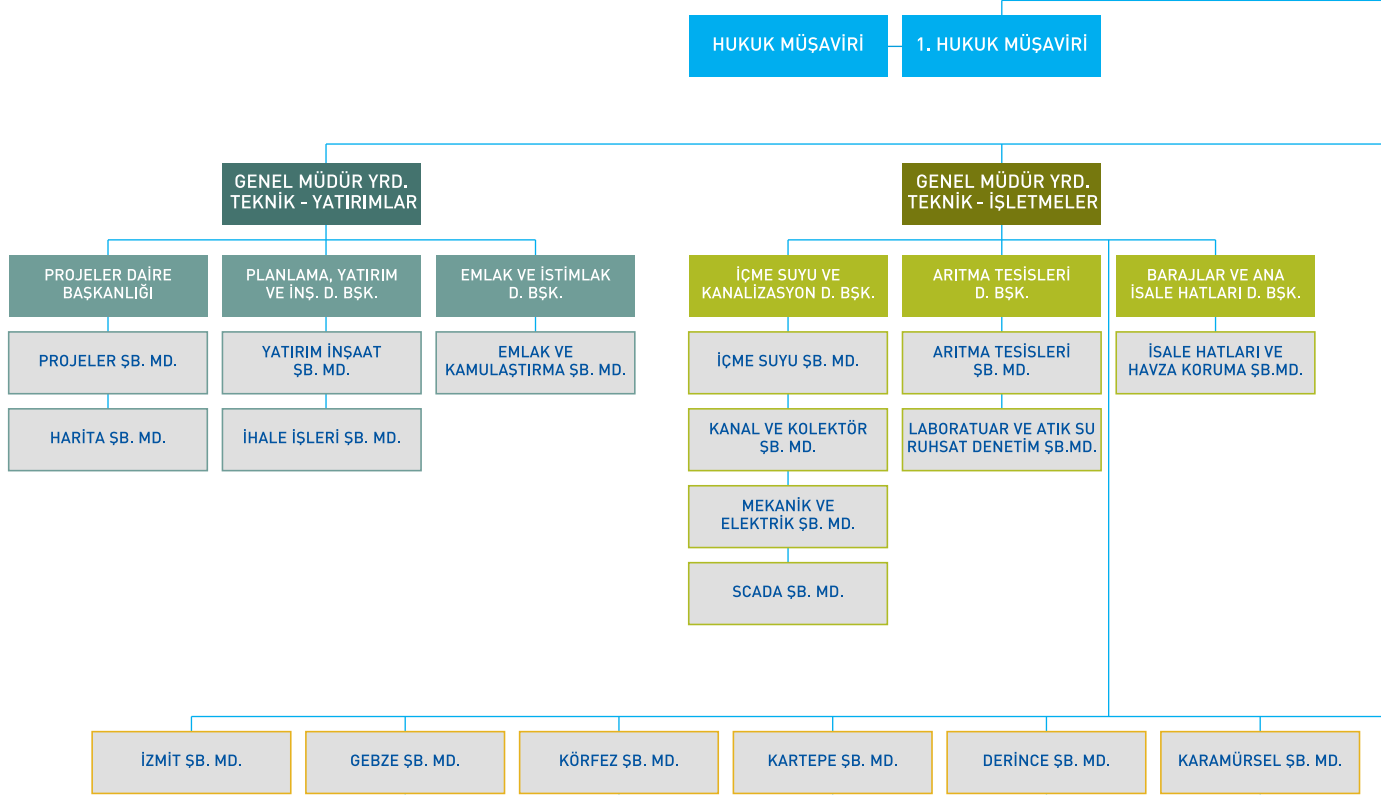 HUKUK MÜŞAVİRİ
1. HUKUK MÜŞAVİRİ
GENEL MÜDÜR YRD.
TEKNİK - YATIRIMLAR
GENEL MÜDÜR YRD.
TEKNİK - İŞLETMELER
PROJELER DAİRE
BAŞKANLIĞI
PLANLAMA, YATIRIM
VE İNŞ. D. BŞK.
EMLAK VE İSTİMLAK
D. BŞK.
İÇME SUYU VE
KANALİZASYON D. BŞK.
ARITMA TESİSLERİ
D. BŞK.
BARAJLAR VE ANA
İSALE HATLARI D. BŞK.
PROJELER ŞB. MD.
YATIRIM İNŞAAT
ŞB. MD.
EMLAK VE
KAMULAŞTIRMA ŞB. MD.
İÇME SUYU ŞB. MD.
ARITMA TESİSLERİ
ŞB. MD.
İSALE HATLARI VE
HAVZA KORUMA ŞB.MD.
HARİTA ŞB. MD.
İHALE İŞLERİ ŞB. MD.
KANAL VE KOLEKTÖR
ŞB. MD.
LABORATUAR VE ATIK SU
RUHSAT DENETİM ŞB.MD.
MEKANİK VE
ELEKTRİK ŞB. MD.
SCADA ŞB. MD.
İZMİT ŞB. MD.
GEBZE ŞB. MD.
KÖRFEZ ŞB. MD.
KARTEPE ŞB. MD.
DERİNCE ŞB. MD.
KARAMÜRSEL ŞB. MD.